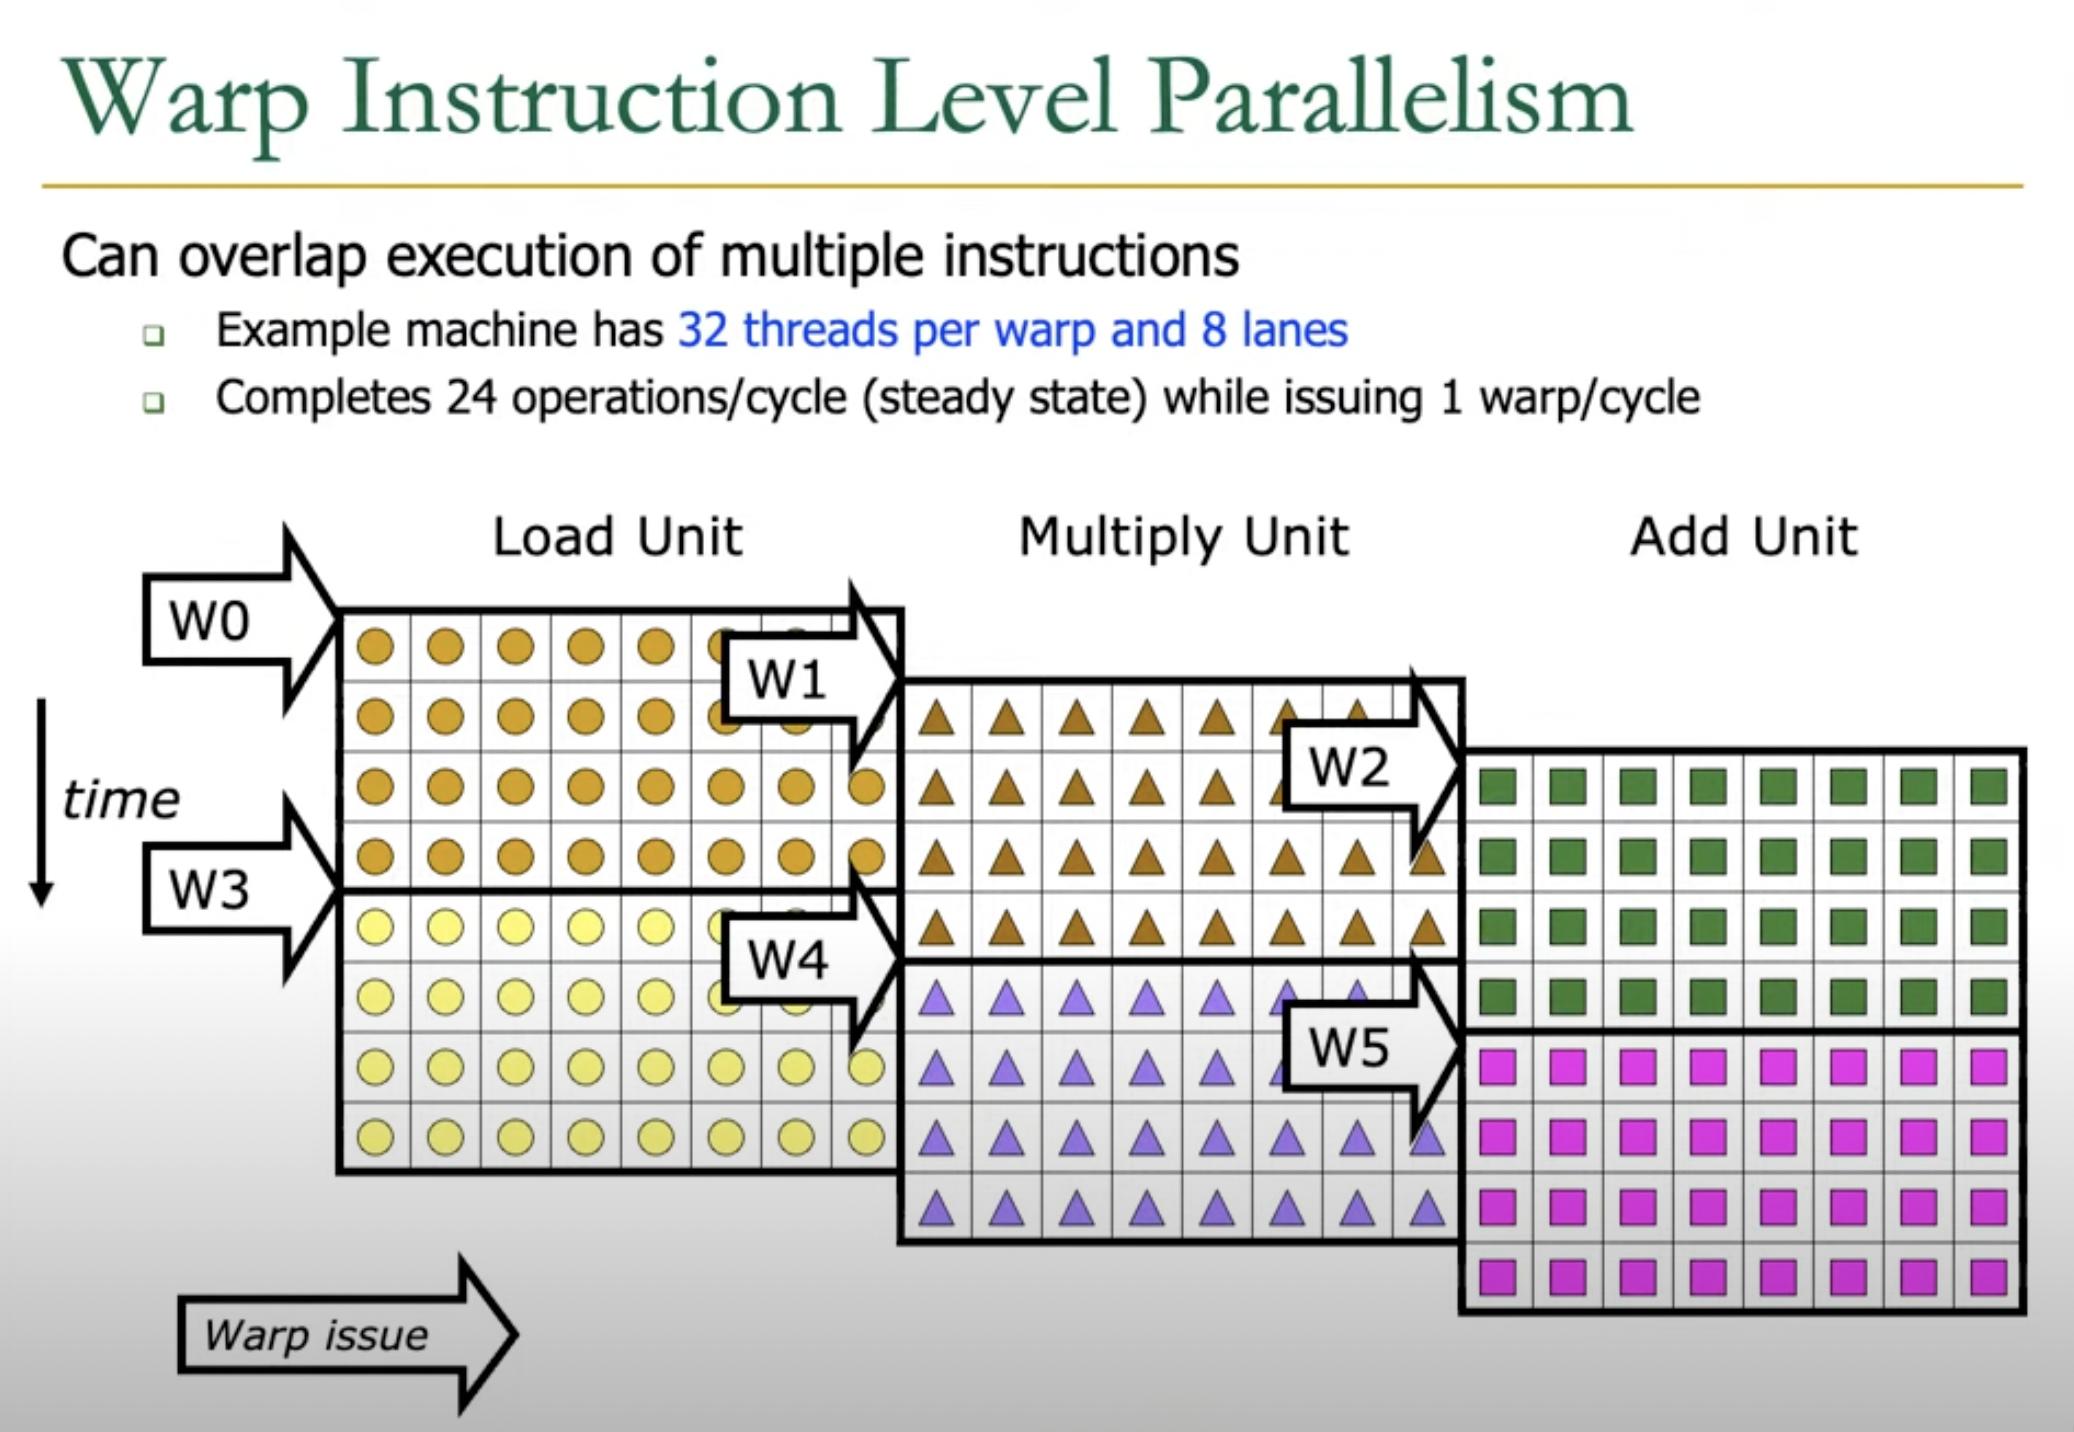 Warp Instruction Level Parallelism
Can overlap execution of multiple instructions
Example machine has 32 threads per warp and 8 lanes
Completes 24 operations/cycle (steady state) while issuing 1 warp/cycle
Load Unit
Multiply Unit
Add Unit
W0
W1
W2
time
W3
W4
W5
Warp issue